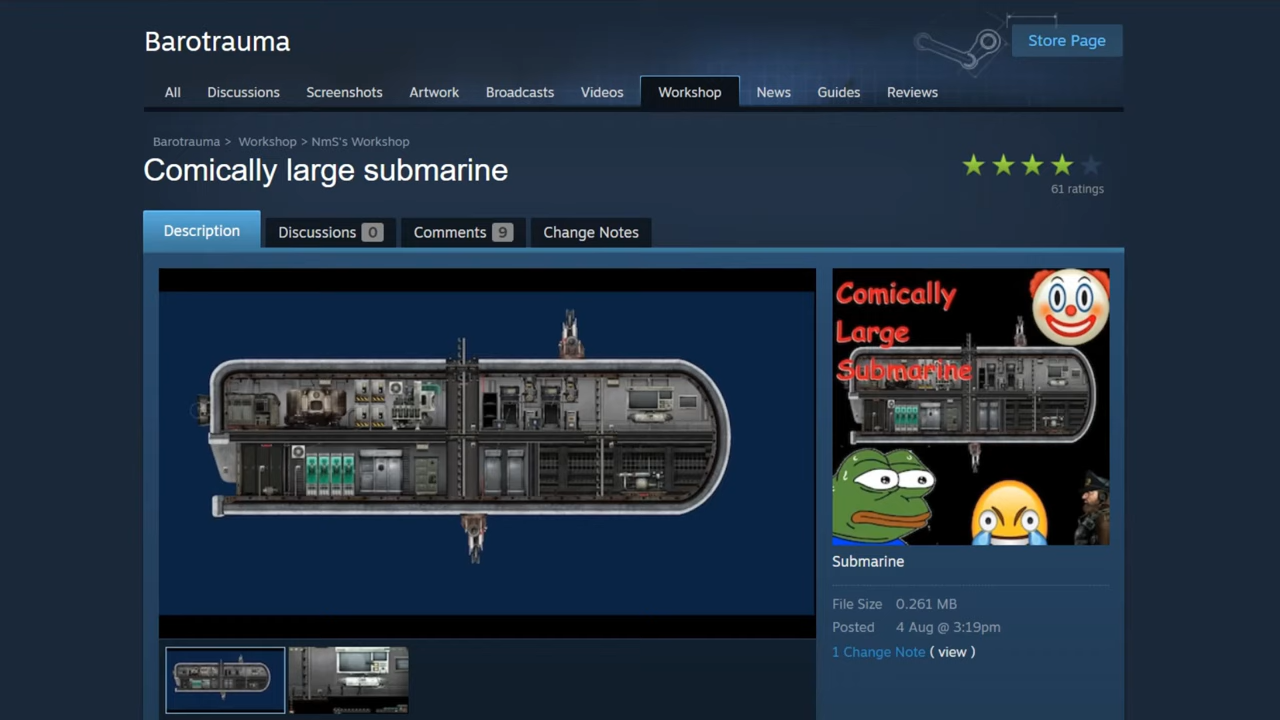 Barotrauma
Store Page
All Discussions Screenshots Artwork Broadcasts Videos Workshop News Guides Reviews
Barotrauma > Workshop > NmS's Workshop
Comically large submarine
61 ratings
Description Discussions 0 Comments 9 Change Notes
Comically
Large
Submarine
Submarine
File Size 0.261 MB
Posted 4 Aug @ 3:19pm
1 Change Note ( view )